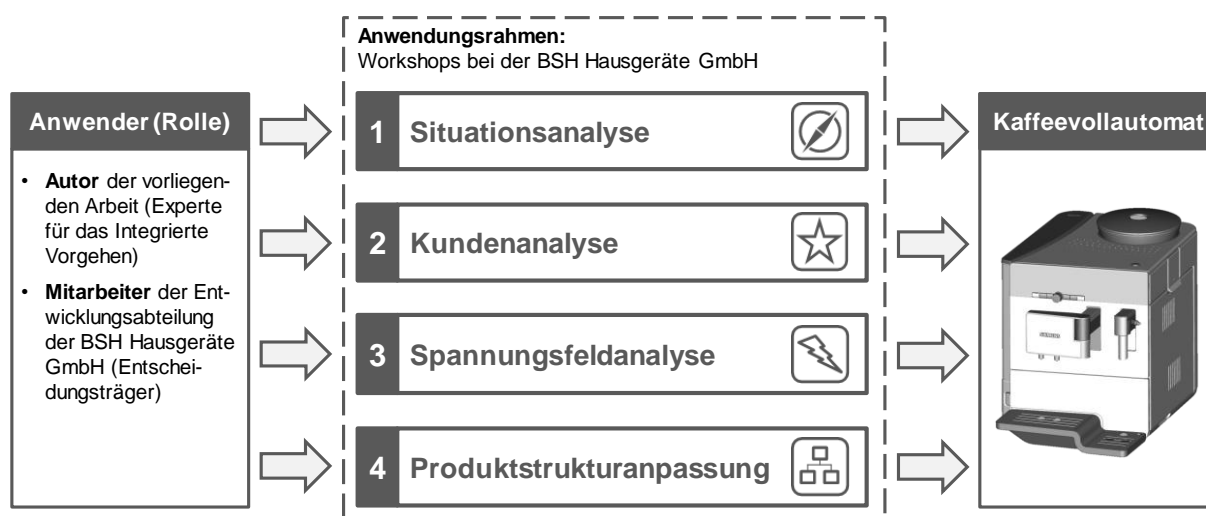 Anwendungsrahmen:
Workshops bei der BSH Hausgeräte GmbH
Anwender (Rolle)
• Autor der vorliegen-
den Arbeit (Experte
für das Integrierte
Vorgehen)
• Mitarbeiter der Ent-
wicklungsabteilung
der BSH Hausgeräte
GmbH (Entschei-
dungsträger)
1 Situationsanalyse
2 Kundenanalyse
3 Spannungsfeldanalyse
4 Produktstrukturanpassung
Kaffeevollautomat